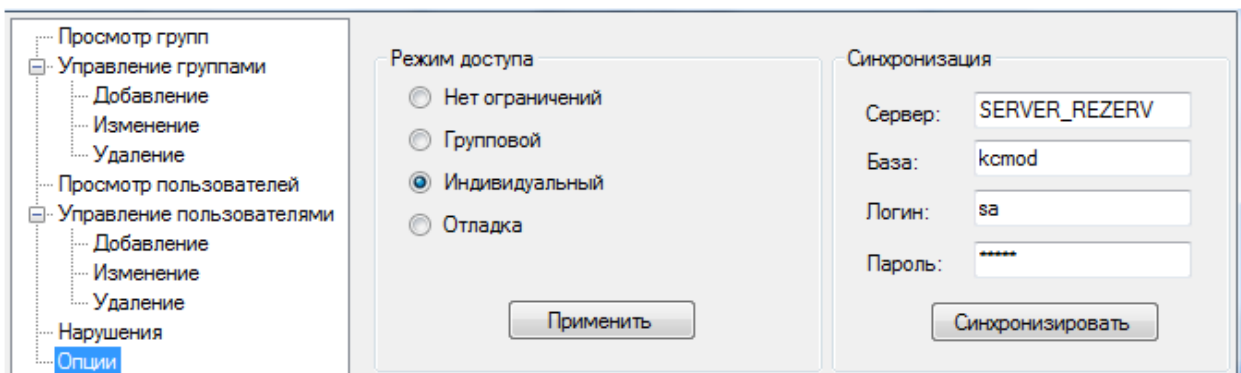 Просмотр групп
Управление группами
Добавление
Изменение
Удаление
Просмотр пользователей
Управление пользователями
Добавление
Изменение
Удаление
Нарушения
Опции
Режим доступа
Нет ограничений
Групповой
Индивидуальный
Отладка
Применить
Синхронизация
Сервер: SERVER_REZERV
База: kcmod
Логин: sa
Пароль: *****
Синхронизировать